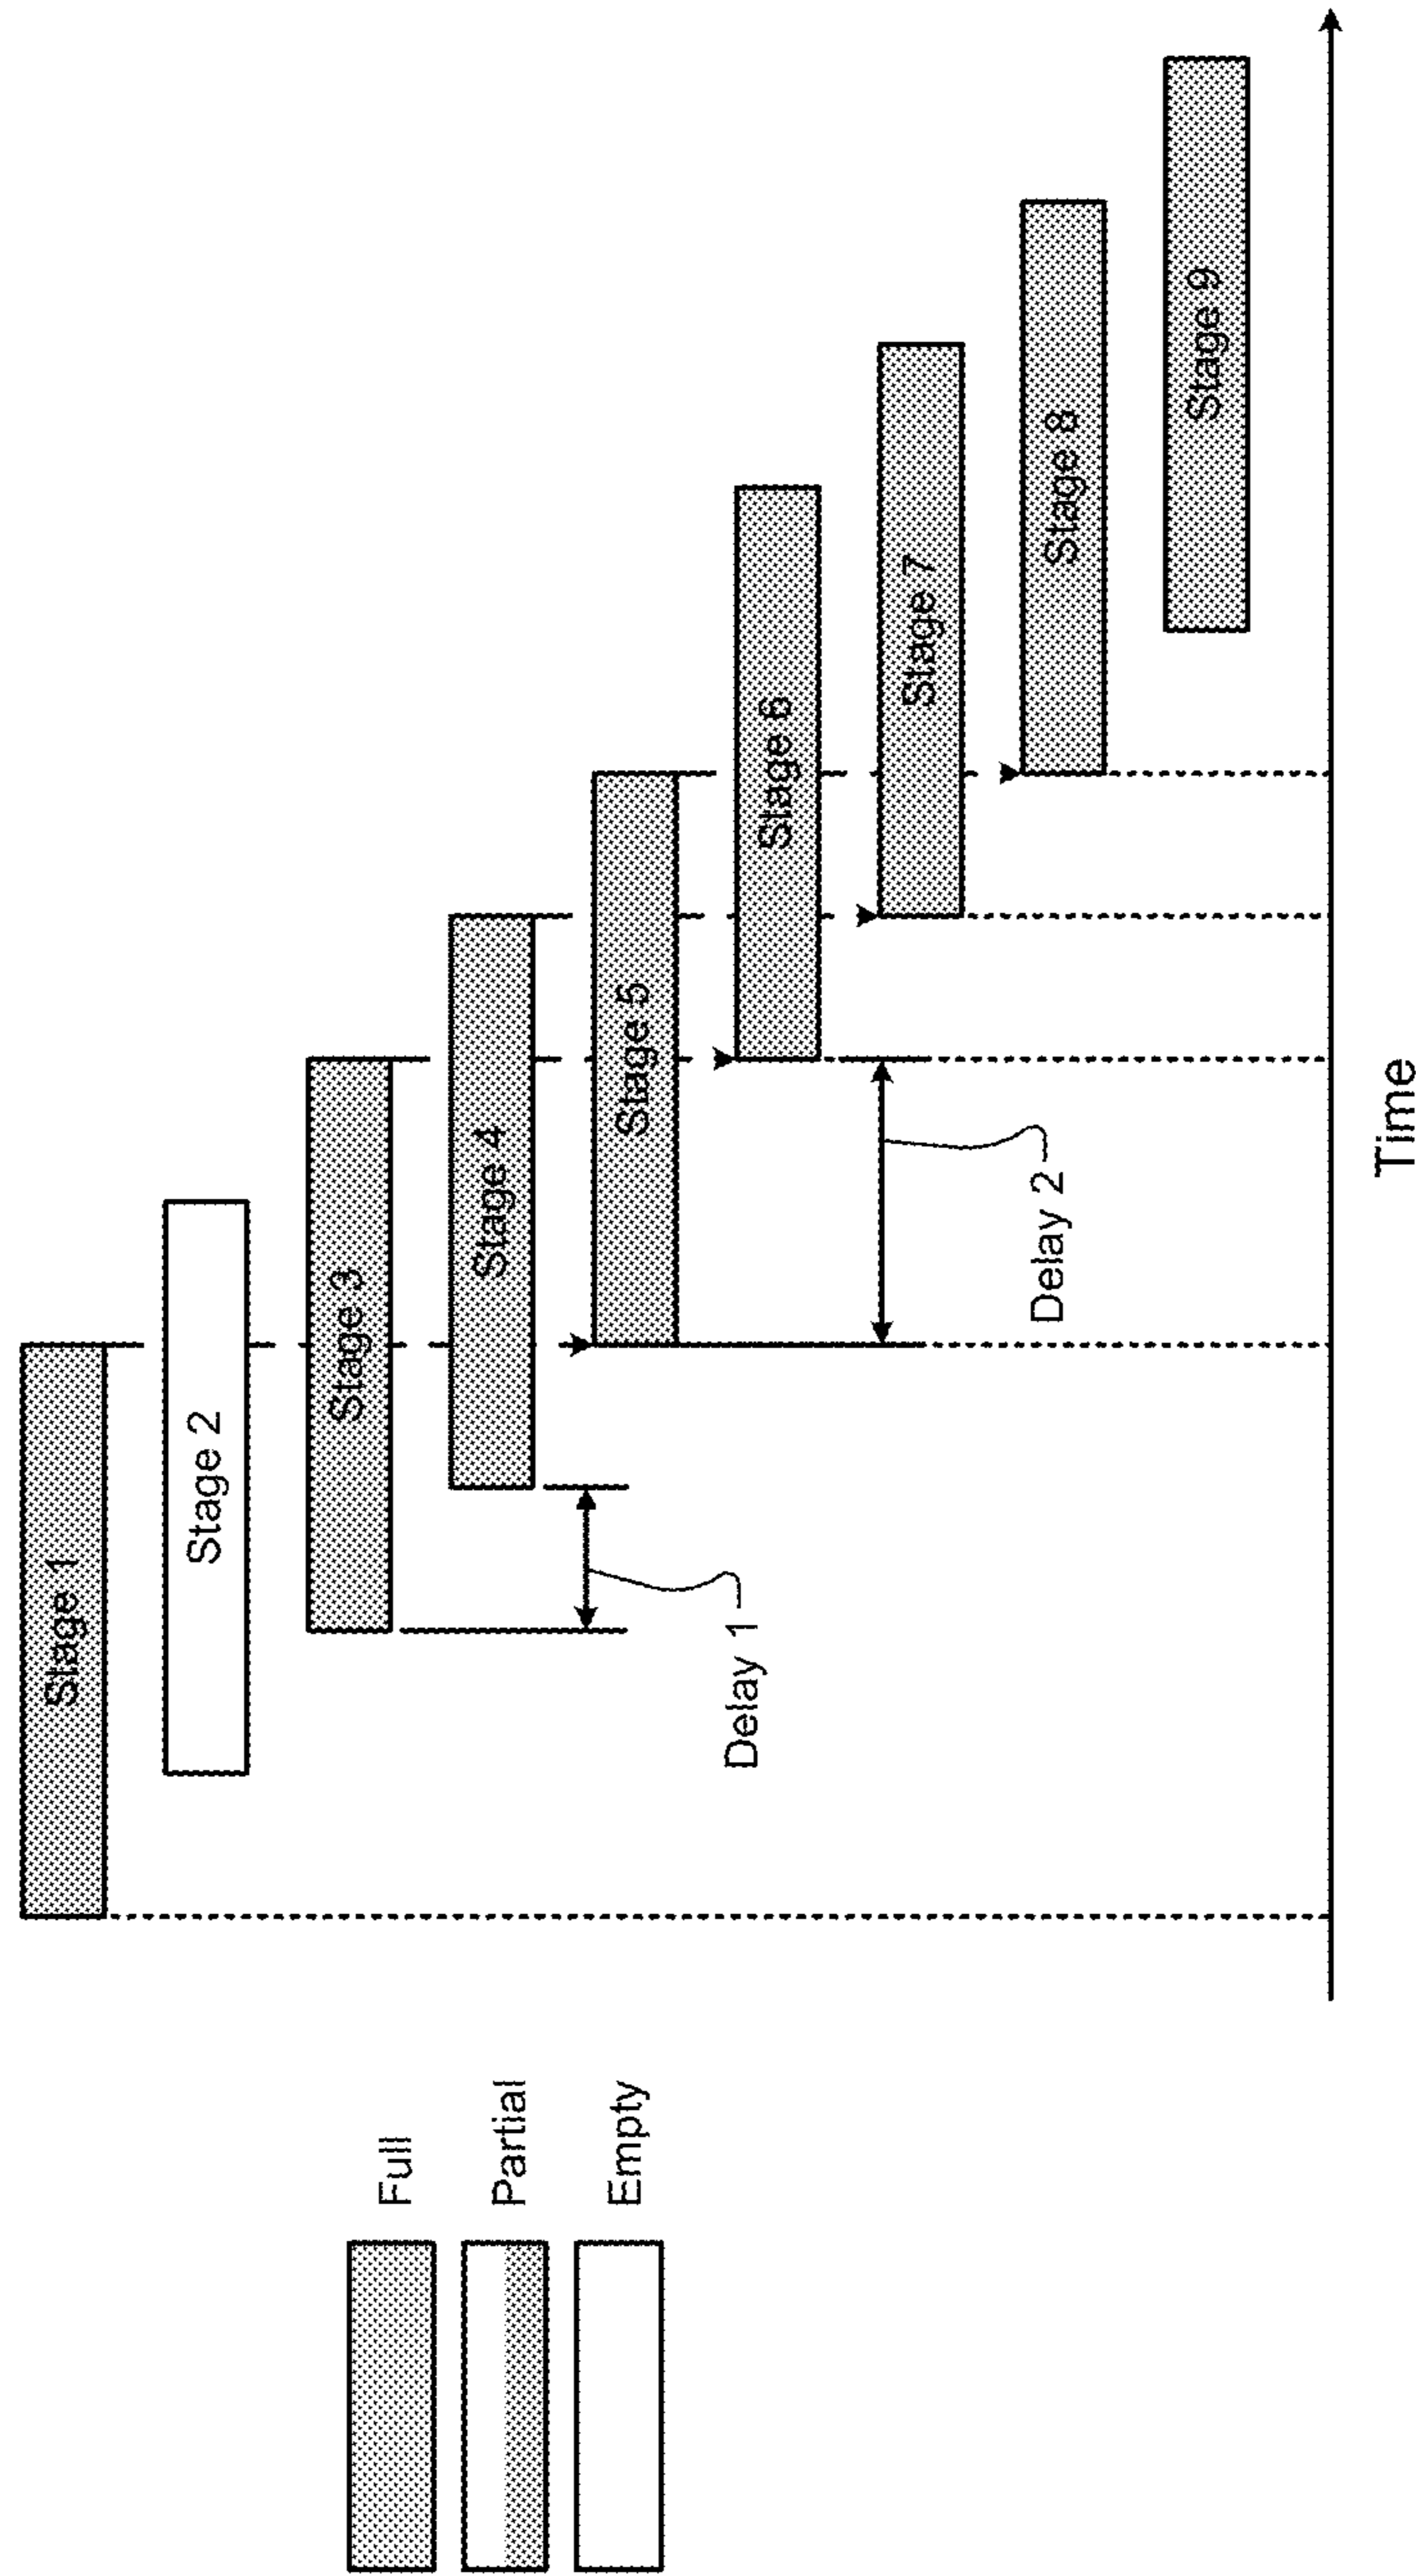 Full
Partial
Empty
Stage 1
Stage 2
Stage 3
Stage 4
Stage 5
Stage 6
Stage 7
Stage 8
Stage 9
Delay 1
Delay 2
Time